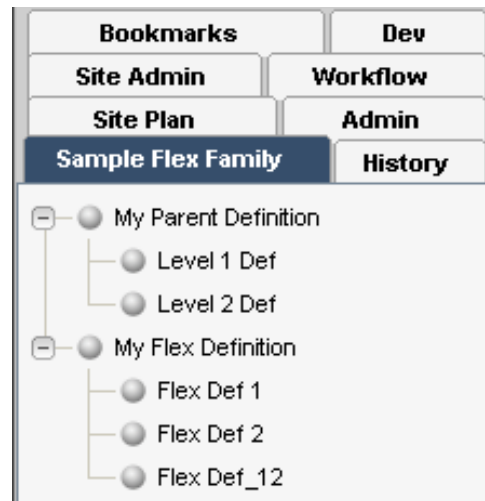 Bookmarks Dev
Site Admin Workflow
Site Plan Admin
Sample Flex Family History
My Parent Definition
Level 1 Def
Level 2 Def
My Flex Definition
Flex Def 1
Flex Def 2
Flex Def_12